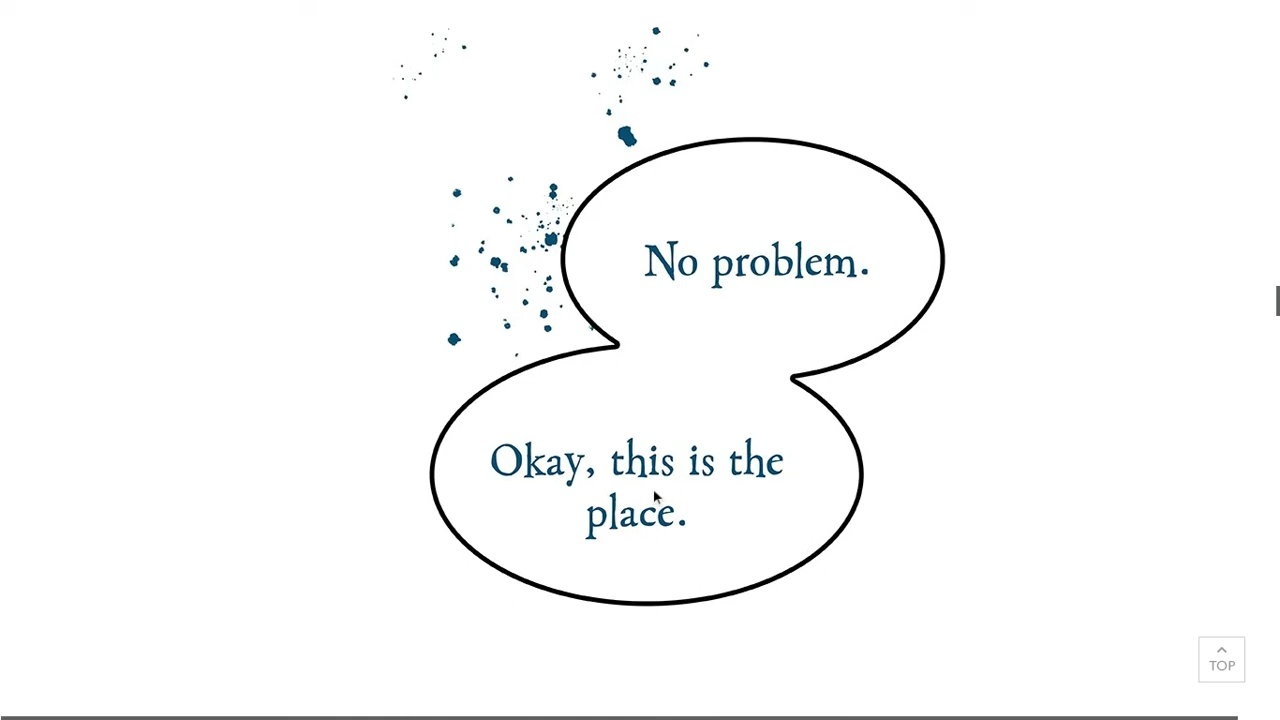 No problem.
Okay, this is the
place.
TOP